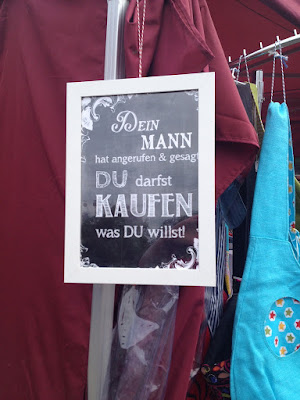 DEIN
MANN
hat angerufen & gesagt
DU darfst
KAUFEN
was DU willst!